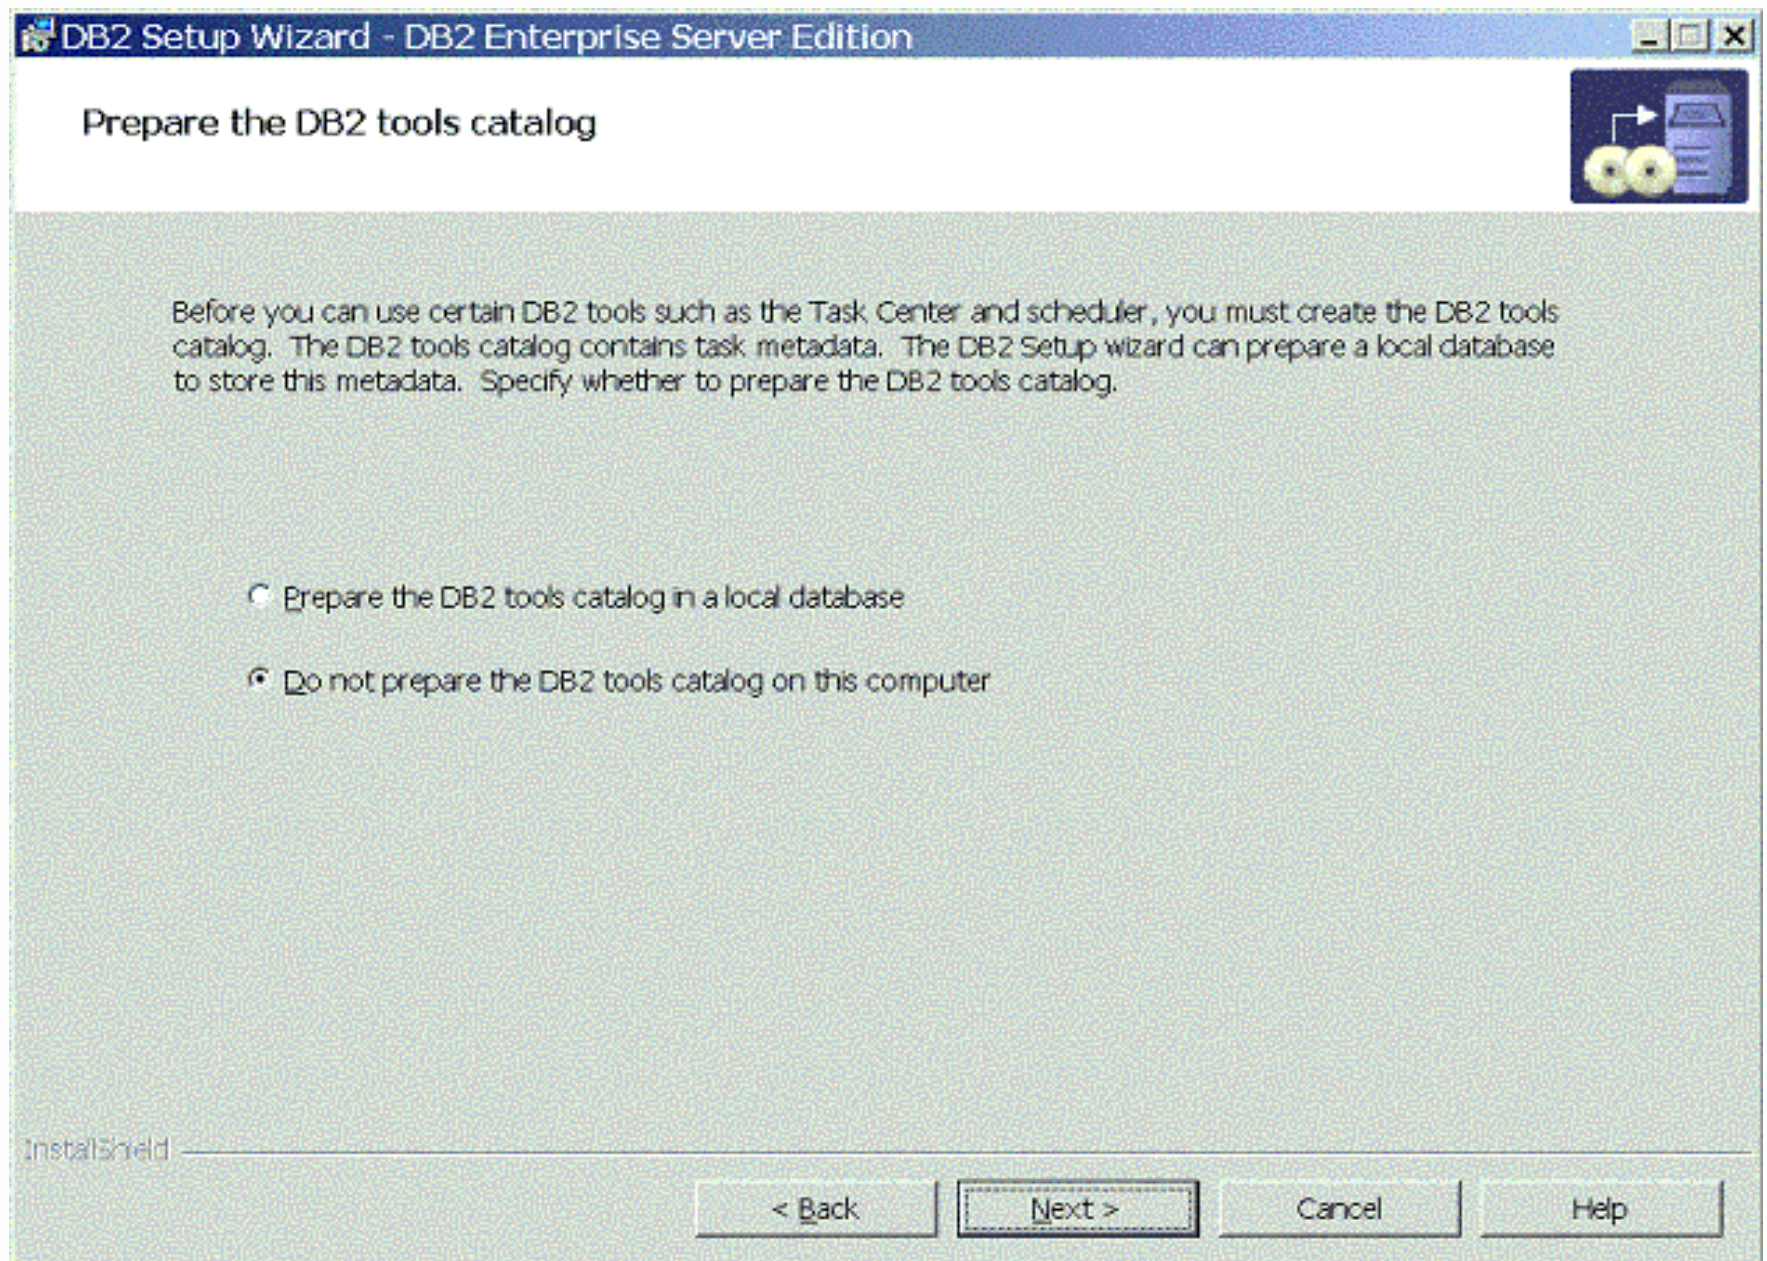 DB2 Setup Wizard - DB2 Enterprise Server Edition
Prepare the DB2 tools catalog
Before you can use certain DB2 tools such as the Task Center and scheduler, you must create the DB2 tools
catalog.  The DB2 tools catalog contains task metadata.  The DB2 Setup wizard can prepare a local database
to store this metadata.  Specify whether to prepare the DB2 tools catalog.
Prepare the DB2 tools catalog in a local database
Do not prepare the DB2 tools catalog on this computer
InstallShield
< Back
Next >
Cancel
Help